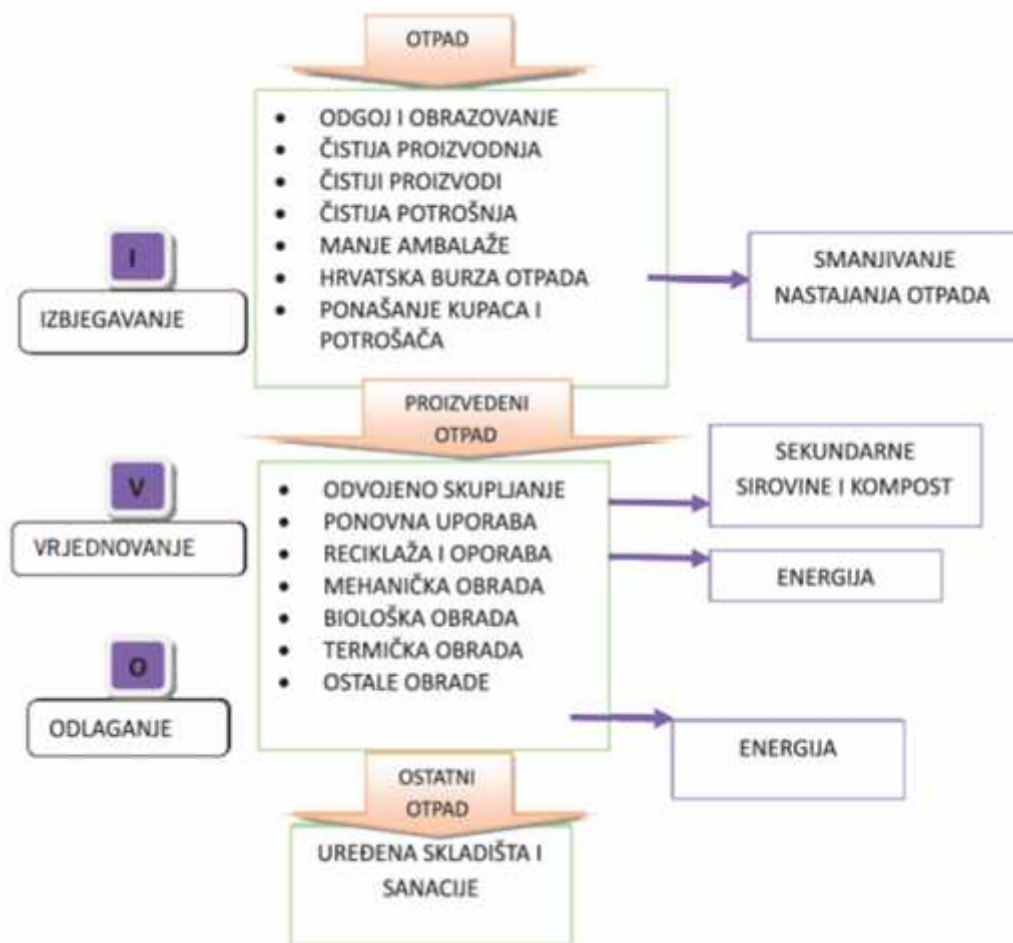 OTPAD
• ODGOJ I OBRAZOVANJE
• ČISTIJA PROIZVODNJA
• ČISTIJI PROIZVODI
• ČISTIJA POTROŠNJA
• MANJE AMBALAŽE
• HRVATSKA BURZA OTPADA
• PONAŠANJE KUPACA I
POTROŠAČA
I
IZBJEGAVANJE
SMANJIVANJE
NASTAJANJA OTPADA
PROIZVEDENI
OTPAD
V
VRJEDNOVANJE
• ODVOJENO SKUPLJANJE
• PONOVNA UPORABA
• RECIKLAŽA I OPORABA
• MEHANIČKA OBRADA
• BIOLOŠKA OBRADA
• TERMIČKA OBRADA
• OSTALE OBRADE
SEKUNDARNE
SIROVINE I KOMPOST
ENERGIJA
O
ODLAGANJE
ENERGIJA
OSTATNI
OTPAD
UREĐENA SKLADIŠTA I
SANACIJE